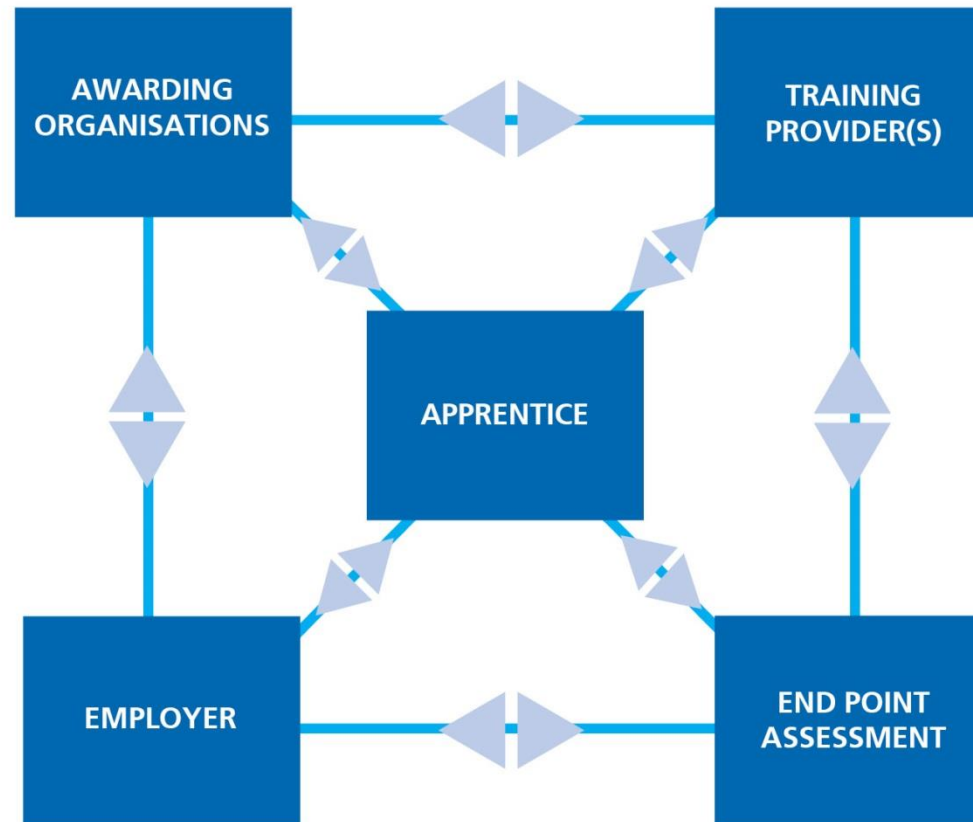 AWARDING
ORGANISATIONS
TRAINING
PROVIDER(S)
APPRENTICE
EMPLOYER
END POINT
ASSESSMENT